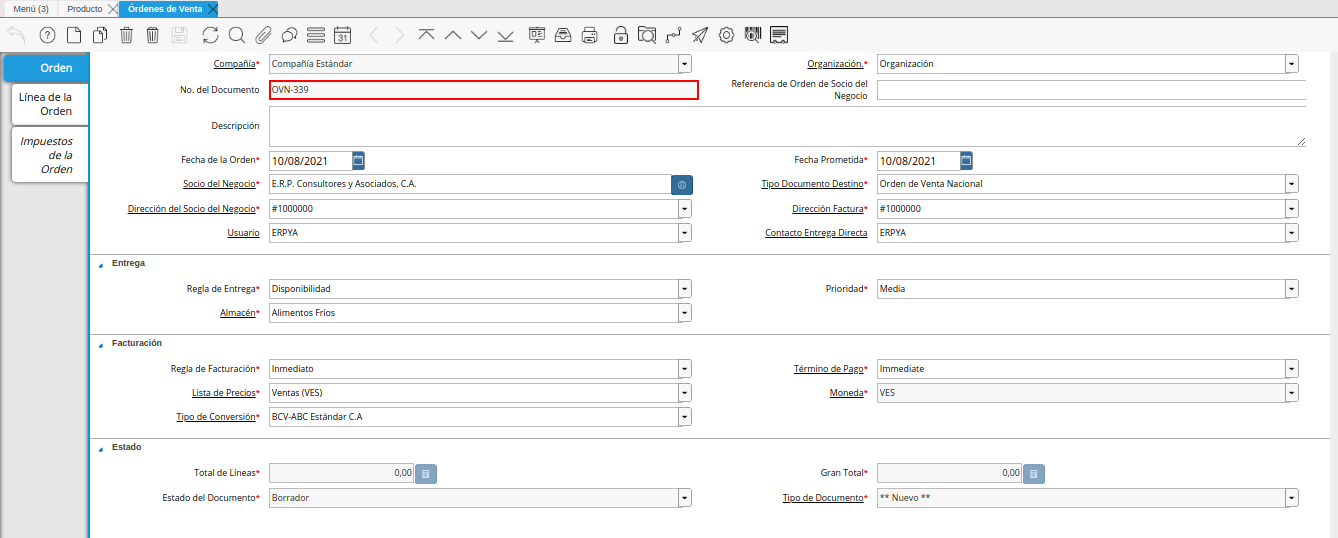 Menú (3) Producto Órdenes de Venta
31
Orden
Línea de la
Orden
Impuestos
de la
Orden
Compañía* Compañía Estándar Organización.* Organización
No. del Documento OVN-339 Referencia de Orden de Socio del
Negocio
Descripción
Fecha de la Orden* 10/08/2021 Fecha Prometida* 10/08/2021
Socio del Negocio* E.R.P. Consultores y Asociados, C.A. Tipo Documento Destino* Orden de Venta Nacional
Dirección del Socio del Negocio* #1000000 Dirección Factura* #1000000
Usuario ERPYA Contacto Entrega Directa ERPYA
Entrega
Regla de Entrega* Disponibilidad Prioridad* Media
Almacén* Alimentos Fríos
Facturación
Regla de Facturación* Inmediato Término de Pago* Immediate
Lista de Precios* Ventas (VES) Moneda* VES
Tipo de Conversión* BCV-ABC Estándar C.A
Estado
Total de Líneas* 0,00 Gran Total* 0,00
Estado del Documento* Borrador Tipo de Documento* ** Nuevo **